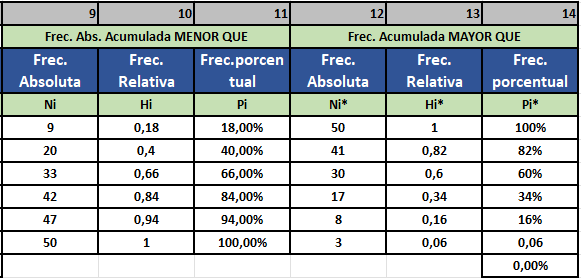 9 10 11 12 13 14
Frec. Abs. Acumulada MENOR QUE Frec. Acumulada MAYOR QUE
Frec. Frec. Frec.porcen Frec. Frec. Frec.
Absoluta Relativa tual Absoluta Relativa porcentual
Ni Hi Pi Ni* Hi* Pi*
9 0,18 18,00% 50 1 100%
20 0,4 40,00% 41 0,82 82%
33 0,66 66,00% 30 0,6 60%
42 0,84 84,00% 17 0,34 34%
47 0,94 94,00% 8 0,16 16%
50 1 100,00% 3 0,06 0,06
0,00%